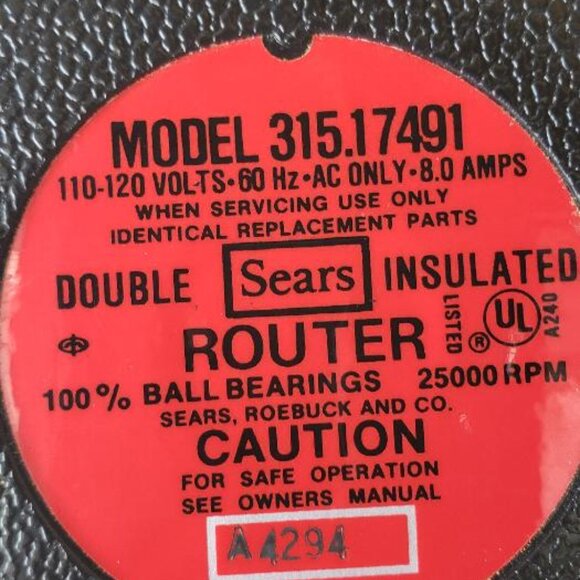 MODEL 315.17491
110-120 VOLTS·60 Hz·AC ONLY·8.0 AMPS
WHEN SERVICING USE ONLY
IDENTICAL REPLACEMENT PARTS
DOUBLE Sears INSULATED
LISTED UL ® A240
ROUTER
100% BALL BEARINGS 25000 RPM
SEARS, ROEBUCK AND CO.
CAUTION
FOR SAFE OPERATION
SEE OWNERS MANUAL
A4294